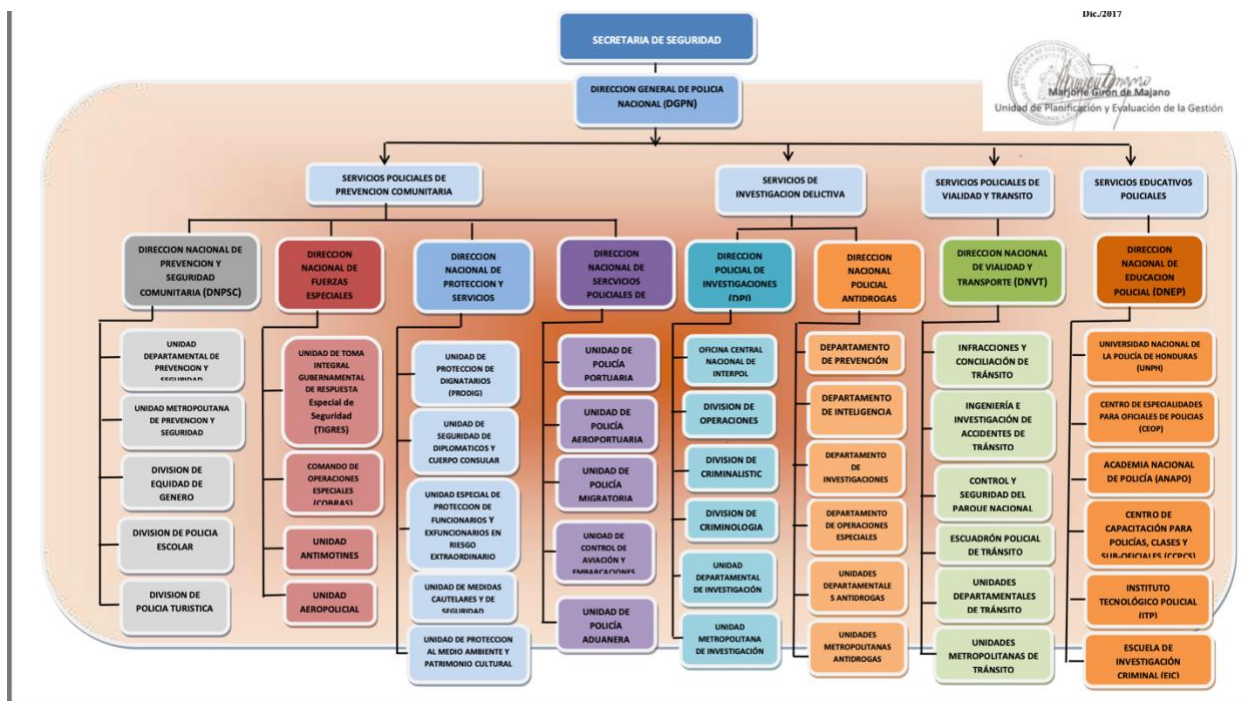 Dic./2017
SECRETARIA DE SEGURIDAD
Marjorie Girón de Majano
Unidad de Planificación y Evaluación de la Gestión
DIRECCION GENERAL DE POLICIA
NACIONAL (DGPN)
SERVICIOS POLICIALES DE
PREVENCION COMUNITARIA
SERVICIOS DE
INVESTIGACION DELICTIVA
SERVICIOS POLICIALES DE
VIALIDAD Y TRANSITO
SERVICIOS EDUCATIVOS
POLICIALES
DIRECCION NACIONAL DE
PREVENCION Y
SEGURIDAD
COMUNITARIA (DNPSC)
DIRECCION
NACIONAL DE
FUERZAS
ESPECIALES
DIRECCION
NACIONAL DE
PROTECCION Y
SERVICIOS
DIRECCION
NACIONAL DE
SERCVICIOS
POLICIALES DE
DIRECCION
POLICIAL DE
INVESTIGACIONES
(DPI)
DIRECCION
NACIONAL
POLICIAL
ANTIDROGAS
DIRECCION NACIONAL
DE VIALIDAD Y
TRANSPORTE (DNVT)
DIRECCION
NACIONAL DE
EDUCACION
POLICIAL (DNEP)
UNIDAD
DEPARTAMENTAL DE
PREVENCION Y
SEGURIDAD
UNIDAD METROPOLITANA
DE PREVENCION Y
SEGURIDAD
DIVISION DE
EQUIDAD DE
GENERO
DIVISION DE POLICIA
ESCOLAR
DIVISION DE
POLICIA TURISTICA
UNIDAD DE TOMA
INTEGRAL
GUBERNAMENTAL
DE RESPUESTA
Especial de
Seguridad
(TIGRES)
COMANDO DE
OPERACIONES
ESPECIALES
(COBRAS)
UNIDAD
ANTIMOTINES
UNIDAD
AEROPOLICIAL
UNIDAD DE
PROTECCION DE
DIGNATARIOS
(PRODIG)
UNIDAD DE
SEGURIDAD DE
DIPLOMATICOS Y
CUERPO CONSULAR
UNIDAD ESPECIAL DE
PROTECCION DE
FUNCIONARIOS Y
EXFUNCIONARIOS EN
RIESGO
EXTRAORDINARIO
UNIDAD DE MEDIDAS
CAUTELARES Y DE
SEGURIDAD
UNIDAD DE PROTECCION
AL MEDIO AMBIENTE Y
PATRIMONIO CULTURAL
UNIDAD DE
POLICÍA
PORTUARIA
UNIDAD DE
POLICÍA
AEROPORTUARIA
UNIDAD DE
POLICÍA
MIGRATORIA
UNIDAD DE
CONTROL DE
AVIACIÓN Y
EMBARCACIONES
UNIDAD DE
POLICÍA
ADUANERA
OFICINA CENTRAL
NACIONAL DE
INTERPOL
DIVISION DE
OPERACIONES
DIVISION DE
CRIMINALISTIC
DIVISION DE
CRIMINOLOGIA
UNIDAD
DEPARTAMENTAL
DE INVESTIGACIÓN
UNIDAD
METROPOLITANA
DE INVESTIGACIÓN
DEPARTAMENTO
DE PREVENCIÓN
DEPARTAMENTO
DE INTELIGENCIA
DEPARTAMENTO
DE
INVESTIGACIONES
DEPARTAMENTO
DE OPERACIONES
ESPECIALES
UNIDADES
DEPARTAMENTALE
S ANTIDROGAS
UNIDADES
METROPOLITANAS
ANTIDROGAS
INFRACCIONES Y
CONCILIACIÓN DE
TRÁNSITO
INGENIERÍA E
INVESTIGACIÓN DE
ACCIDENTES DE
TRÁNSITO
CONTROL Y
SEGURIDAD DEL
PARQUE NACIONAL
ESCUADRÓN POLICIAL
DE TRÁNSITO
UNIDADES
DEPARTAMENTALES
DE TRÁNSITO
UNIDADES
METROPOLITANAS DE
TRÁNSITO
UNIVERSIDAD NACIONAL DE
LA POLICÍA DE HONDURAS
(UNPH)
CENTRO DE ESPECIALIDADES
PARA OFICIALES DE POLICIAS
(CEOP)
ACADEMIA NACIONAL
DE POLICÍA (ANAPO)
CENTRO DE
CAPACITACIÓN PARA
POLICÍAS, CLASES Y
SUB-OFICIALES (CCPCS)
INSTITUTO
TECNOLÓGICO POLICIAL
(ITP)
ESCUELA DE
INVESTIGACIÓN
CRIMINAL (EIC)